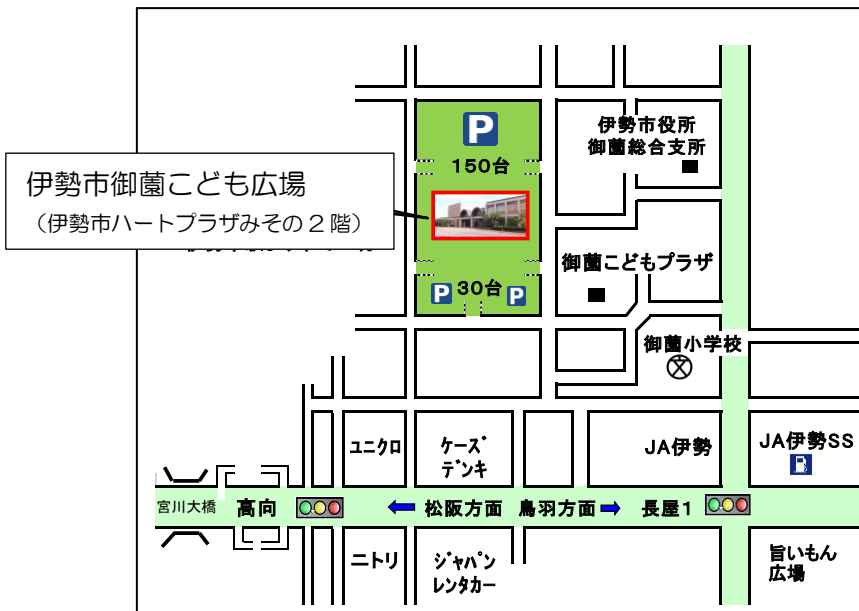 P
伊勢市役所
御薗総合支所
150台
伊勢市御薗こども広場
（伊勢市ハートプラザみその２階）
御薗こどもプラザ
P 30台 P
御薗小学校
ユニクロ
ケーズ
デンキ
JA伊勢
JA伊勢SS
宮川大橋
高向
松阪方面
鳥羽方面
長屋1
ニトリ
ジャパン
レンタカー
旨いもん
広場